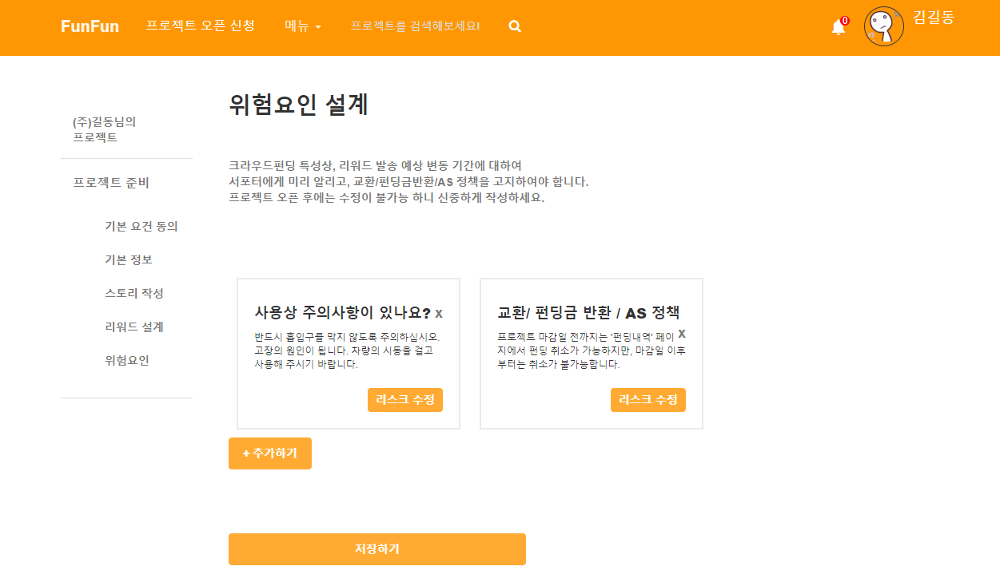 FunFun
프로젝트 오픈 신청
메뉴
프로젝트를 검색해보세요!
0
김길동
(주)길동님의
프로젝트
프로젝트 준비
기본 요건 동의
기본 정보
스토리 작성
리워드 설계
위험요인
위험요인 설계
크라우드펀딩 특성상, 리워드 발송 예상 변동 기간에 대하여
서포터에게 미리 알리고, 교환/펀딩금반환/AS 정책을 고지하여야 합니다.
프로젝트 오픈 후에는 수정이 불가능 하니 신중하게 작성하세요.
사용상 주의사항이 있나요? X
반드시 흡입구를 막지 않도록 주의하십시오.
고장의 원인이 됩니다. 차량의 시동을 걸고
사용해 주시기 바랍니다.
리스크 수정
교환/ 펀딩금 반환 / AS 정책
X
프로젝트 마감일 전까지는 '펀딩내역' 페이
지에서 펀딩 취소가 가능하지만, 마감일 이후
부터는 취소가 불가능합니다.
리스크 수정
+ 추가하기
저장하기